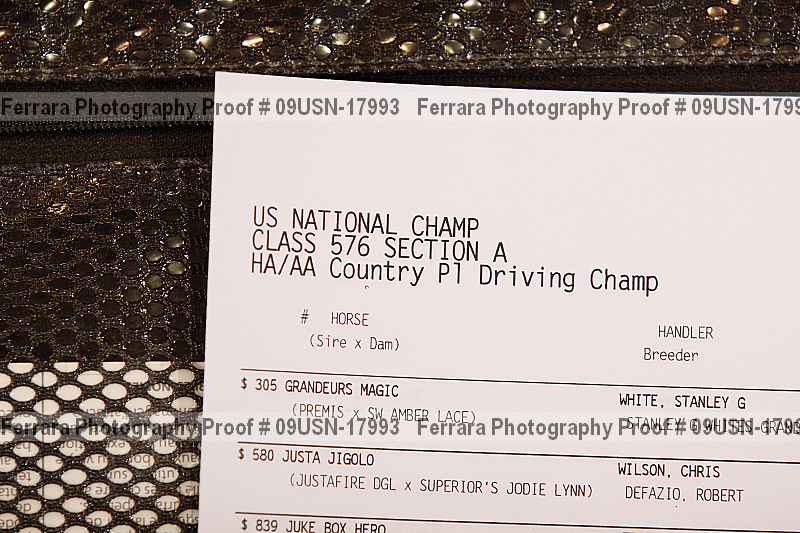 Ferrara Photography Proof # 09USN-17993 Ferrara Photography Proof # 09USN-1799
US NATIONAL CHAMP
CLASS 576 SECTION A
HA/AA Country Pl Driving Champ
# HORSE HANDLER
(Sire x Dam) Breeder
$ 305 GRANDEURS MAGIC WHITE, STANLEY G
(PREMIS x SW AMBER LACE) STANLEY G WHITES GRAND
Ferrara Photography Proof # 09USN-17993 Ferrara Photography Proof # 09USN-1799
$ 580 JUSTA JIGOLO WILSON, CHRIS
(JUSTAFIRE DGL x SUPERIOR'S JODIE LYNN) DEFAZIO, ROBERT
$ 839 JUKE BOX HERO